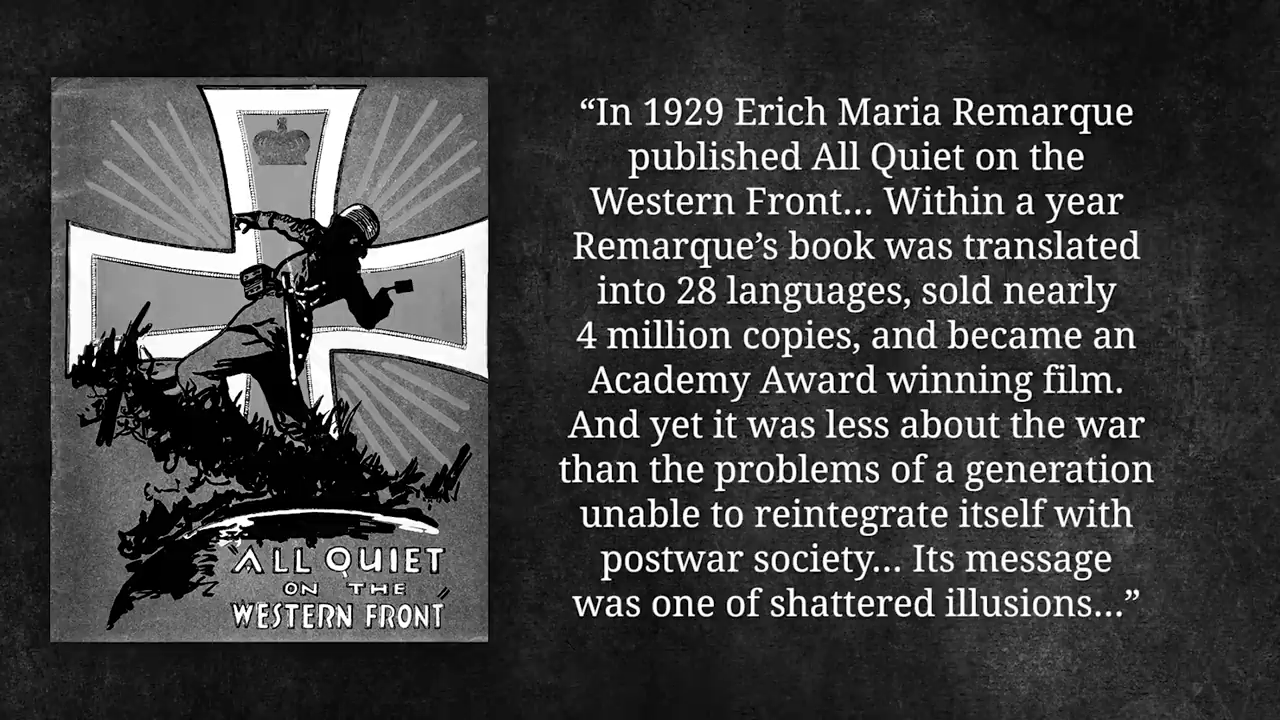 "ALL QUIET
ON THE
WESTERN FRONT"
“In 1929 Erich Maria Remarque
published All Quiet on the
Western Front... Within a year
Remarque’s book was translated
into 28 languages, sold nearly
4 million copies, and became an
Academy Award winning film.
And yet it was less about the war
than the problems of a generation
unable to reintegrate itself with
postwar society... Its message
was one of shattered illusions...”